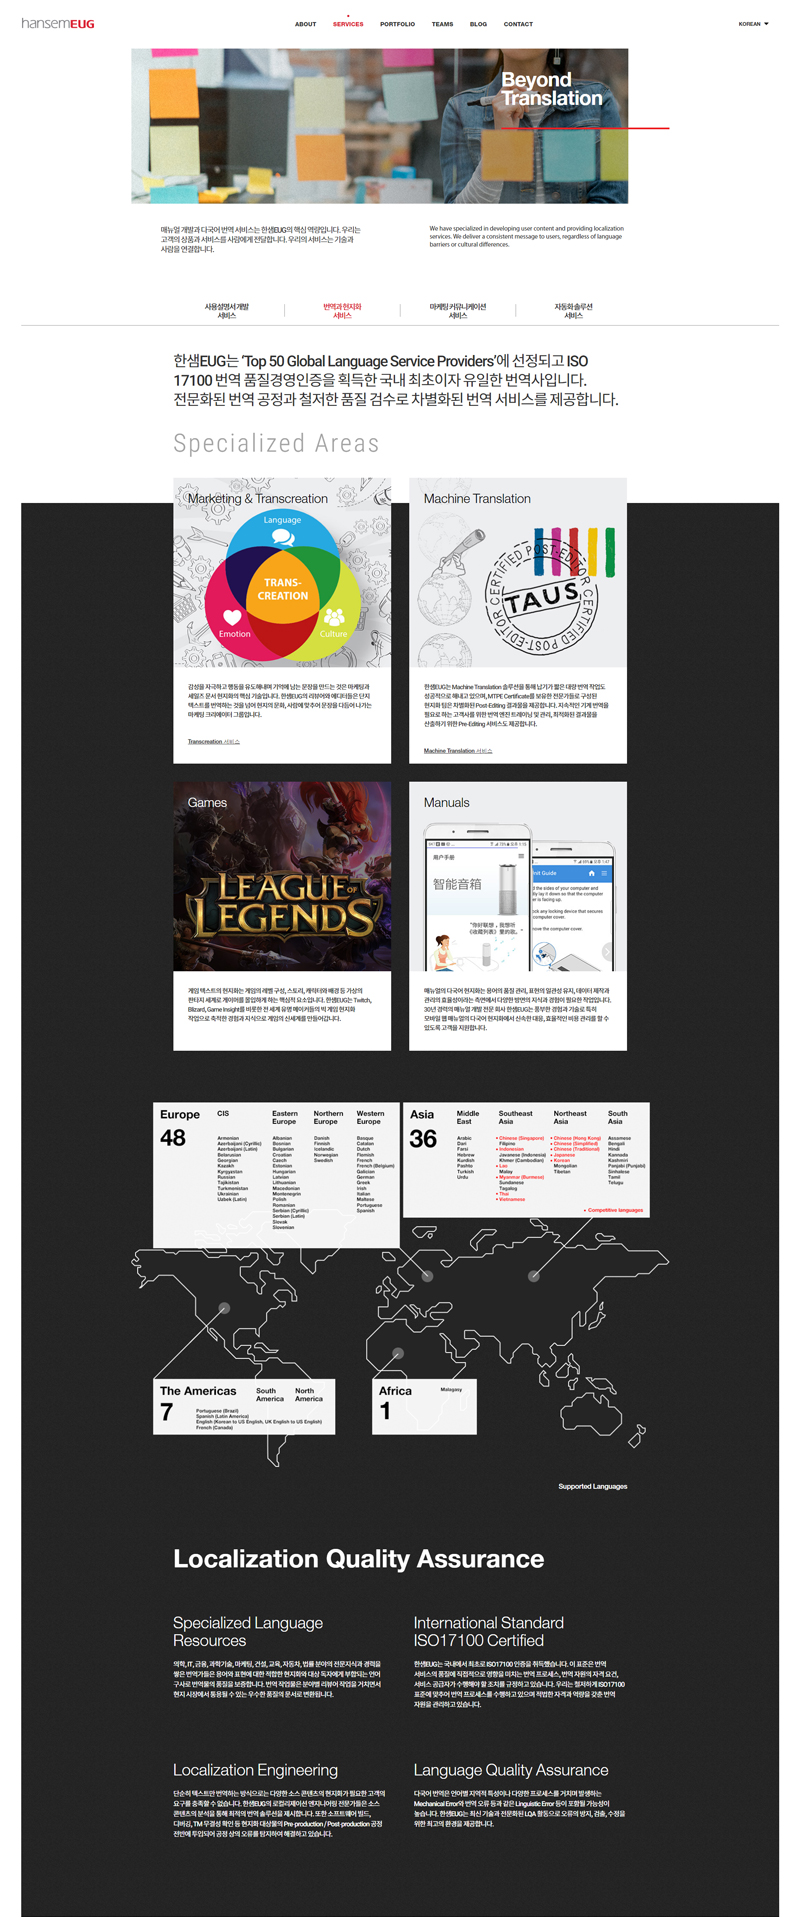 hansemEUG
ABOUT
SERVICES
PORTFOLIO
TEAMS
BLOG
CONTACT
KOREAN
Beyond
Translation
매뉴얼 개발과 다국어 번역 서비스는 한샘EUG의 핵심 역량입니다. 우리는
고객의 상품과 서비스를 사람에게 전달합니다. 우리의 서비스는 기술과
사람을 연결합니다.
We have specialized in developing user content and providing localization
services. We deliver a consistent message to users, regardless of language
barriers or cultural differences.
사용설명서 개발
서비스
번역과 현지화
서비스
마케팅 커뮤니케이션
서비스
자동화 솔루션
서비스
한샘EUG는 ‘Top 50 Global Language Service Providers’에 선정되고 ISO
17100 번역 품질경영인증을 획득한 국내 최초이자 유일한 번역사입니다.
전문화된 번역 공정과 철저한 품질 검수로 차별화된 번역 서비스를 제공합니다.
Specialized Areas
Marketing & Transcreation
Language
TRANS-
CREATION
Emotion
Culture
감성을 자극하고 행동을 유도해내며 기억에 남는 문장을 만드는 것은 마케팅과
세일즈 문서 현지화의 핵심 기술입니다. 한샘EUG의 리뷰어와 에디터들은 단지
텍스트를 번역하는 것을 넘어 현지의 문화, 사람에 맞추어 문장을 다듬어 나가는
마케팅 크리에이터 그룹입니다.
Transcreation 서비스
Machine Translation
CERTIFIED POST-EDITOR
TAUS
CERTIFIED POST-EDITOR
한샘EUG는 Machine Translation 솔루션을 통해 납기가 짧은 대량 번역 작업도
성공적으로 해내고 있으며, MTPE Certificate를 보유한 전문가들로 구성된
현지화 팀은 차별화된 Post-Editing 결과물을 제공합니다. 지속적인 기계 번역을
필요로 하는 고객사를 위한 번역 엔진 트레이닝 및 관리, 최적화된 결과물을
산출하기 위한 Pre-Editing 서비스도 제공합니다.
Machine Translation 서비스
Games
LEAGUE OF
LEGENDS
게임 텍스트의 현지화는 게임의 레벨 구성, 스토리, 캐릭터와 배경 등 가상의
판타지 세계로 게이머를 몰입하게 하는 핵심적 요소입니다. 한샘EUG는 Twitch,
Blizard, Game Insight를 비롯한 전 세계 유명 메이커들의 빅 게임 현지화
작업으로 축적한 경험과 지식으로 게임의 신세계를 만들어갑니다.
Manuals
用户手册
智能音箱
“你好联想，我想听
《收藏列表》里的歌。”
Init Guide
d the sides of your computer and
ly lay it down so that the computer
er is facing up.
ock any locking device that secures
computer cover.
ove the computer cover.
매뉴얼의 다국어 현지화는 용어의 품질 관리, 표현의 일관성 유지, 데이터 제작과
관리의 효율성이라는 측면에서 다양한 방면의 지식과 경험이 필요한 작업입니다.
30년 경력의 매뉴얼 개발 전문 회사 한샘EUG는 풍부한 경험과 기술로 특히
모바일 웹 매뉴얼의 다국어 현지화에서 신속한 대응, 효율적인 비용 관리를 할 수
있도록 고객을 지원합니다.
Europe
48
CIS
Armenian
Azerbaijani (Cyrillic)
Azerbaijani (Latin)
Belarusian
Georgian
Kazakh
Kyrgyzstan
Russian
Tajikistan
Turkmenistan
Ukrainian
Uzbek (Latin)
Eastern
Europe
Albanian
Bosnian
Bulgarian
Croatian
Czech
Estonian
Hungarian
Latvian
Lithuanian
Macedonian
Montenegrin
Polish
Romanian
Serbian (Cyrillic)
Serbian (Latin)
Slovak
Slovenian
Northern
Europe
Danish
Finnish
Icelandic
Norwegian
Swedish
Western
Europe
Basque
Catalan
Dutch
Flemish
French
French (Belgium)
Galician
German
Greek
Irish
Italian
Maltese
Portuguese
Spanish
Asia
36
Middle
East
Arabic
Dari
Farsi
Hebrew
Kurdish
Pashto
Turkish
Urdu
Southeast
Asia
Chinese (Singapore)
Filipino
Indonesian
Javanese (Indonesia)
Khmer (Cambodian)
Lao
Malay
Myanmar (Burmese)
Sundanese
Tagalog
Thai
Vietnamese
Northeast
Asia
Chinese (Hong Kong)
Chinese (Simplified)
Chinese (Traditional)
Japanese
Korean
Mongolian
Tibetan
South
Asia
Assamese
Bengali
Hindi
Kannada
Kashmiri
Panjabi (Punjabi)
Sinhalese
Tamil
Telugu
Competitive languages
The Americas
7
South
America
North
America
Portuguese (Brazil)
Spanish (Latin America)
English (Korean to US English, UK English to US English)
French (Canada)
Africa
1
Malagasy
Supported Languages
Localization Quality Assurance
Specialized Language
Resources
의학, IT, 금융, 과학기술, 마케팅, 건설, 교육, 자동차, 법률 분야의 전문지식과 경력을
쌓은 번역가들은 용어와 표현에 대한 적합한 현지화와 대상 독자에게 부합되는 언어
구사로 번역물의 품질을 보증합니다. 번역 작업물은 분야별 리뷰어 작업을 거치면서
현지 시장에서 통용될 수 있는 우수한 품질의 문서로 변환됩니다.
International Standard
ISO17100 Certified
한샘EUG는 국내에서 최초로 ISO17100 인증을 취득했습니다. 이 표준은 번역
서비스의 품질에 직접적으로 영향을 미치는 번역 프로세스, 번역 자원의 자격 요건,
서비스 공급자가 수행해야 할 조치를 규정하고 있습니다. 우리는 철저하게 ISO17100
표준에 맞추어 번역 프로세스를 수행하고 있으며 적법한 자격과 역량을 갖춘 번역
자원을 관리하고 있습니다.
Localization Engineering
단순히 텍스트만 번역하는 방식으로는 다양한 소스 콘텐츠의 현지화가 필요한 고객의
요구를 충족할 수 없습니다. 한샘EUG의 로컬리제이션 엔지니어링 전문가들은 소스
콘텐츠의 분석을 통해 최적의 번역 솔루션을 제시합니다. 또한 소프트웨어 빌드,
디버깅, TM 무결성 확인 등 현지화 대상물의 Pre-production / Post-production 공정
전반에 투입되어 공정 상의 오류를 탐지하여 해결하고 있습니다.
Language Quality Assurance
다국어 번역은 언어별 지역적 특성이나 다양한 프로세스를 거치며 발생하는
Mechanical Error와 번역 오류 등과 같은 Linguistic Error 등이 포함될 가능성이
높습니다. 한샘EUG는 최신 기술과 전문화된 LQA 활동으로 오류의 방지, 검출, 수정을
위한 최고의 환경을 제공합니다.